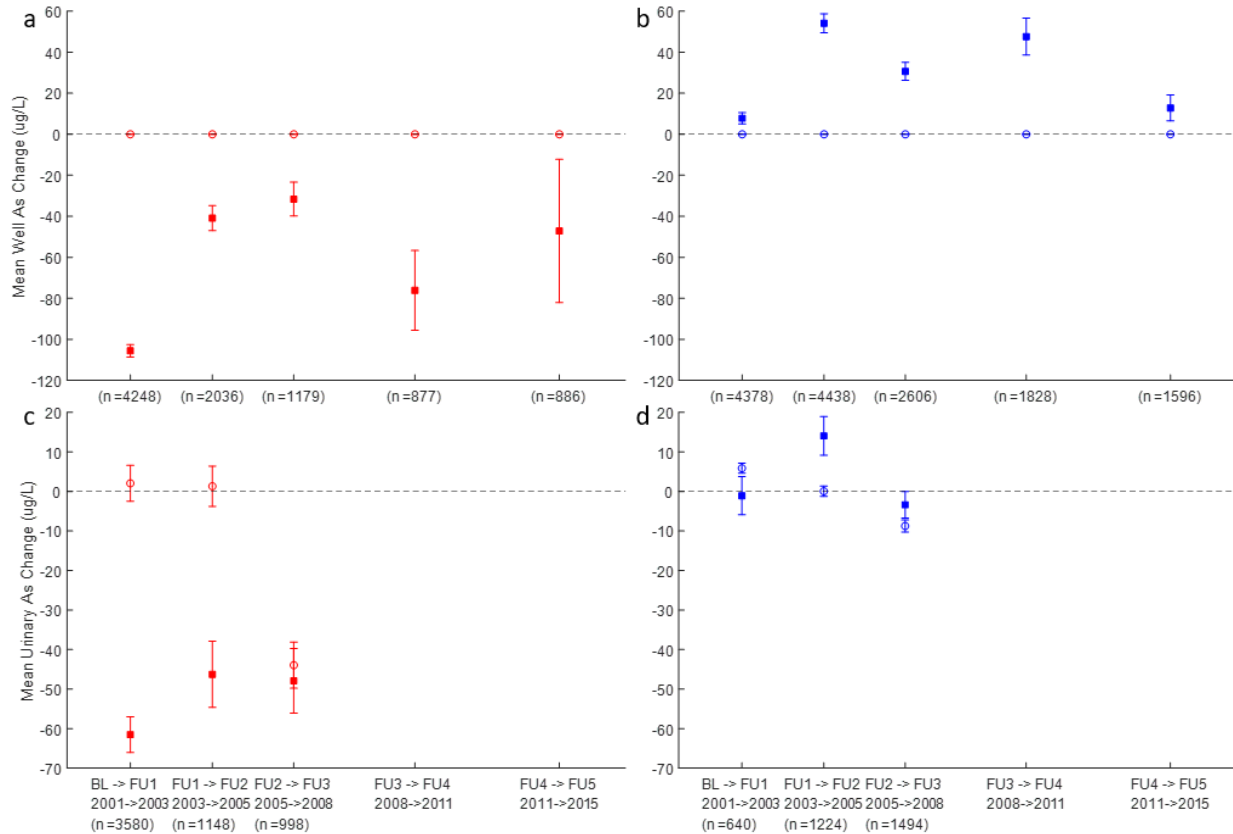 a
b
60
40
20
0
-20
-40
-60
-80
-100
-120
Mean Well As Change (ug/L)
(n=4248) (n=2036) (n=1179) (n=877) (n=886)
60
40
20
0
-20
-40
-60
-80
-100
-120
(n=4378) (n=4438) (n=2606) (n=1828) (n=1596)
c
d
20
10
0
-10
-20
-30
-40
-50
-60
-70
Mean Urinary As Change (ug/L)
BL -> FU1 FU1 -> FU2 FU2 -> FU3 FU3 -> FU4 FU4 -> FU5
2001->2003 2003->2005 2005->2008 2008->2011 2011->2015
(n=3580) (n=1148) (n=998)
20
10
0
-10
-20
-30
-40
-50
-60
-70
BL -> FU1 FU1 -> FU2 FU2 -> FU3 FU3 -> FU4 FU4 -> FU5
2001->2003 2003->2005 2005->2008 2008->2011 2011->2015
(n=640) (n=1224) (n=1494)